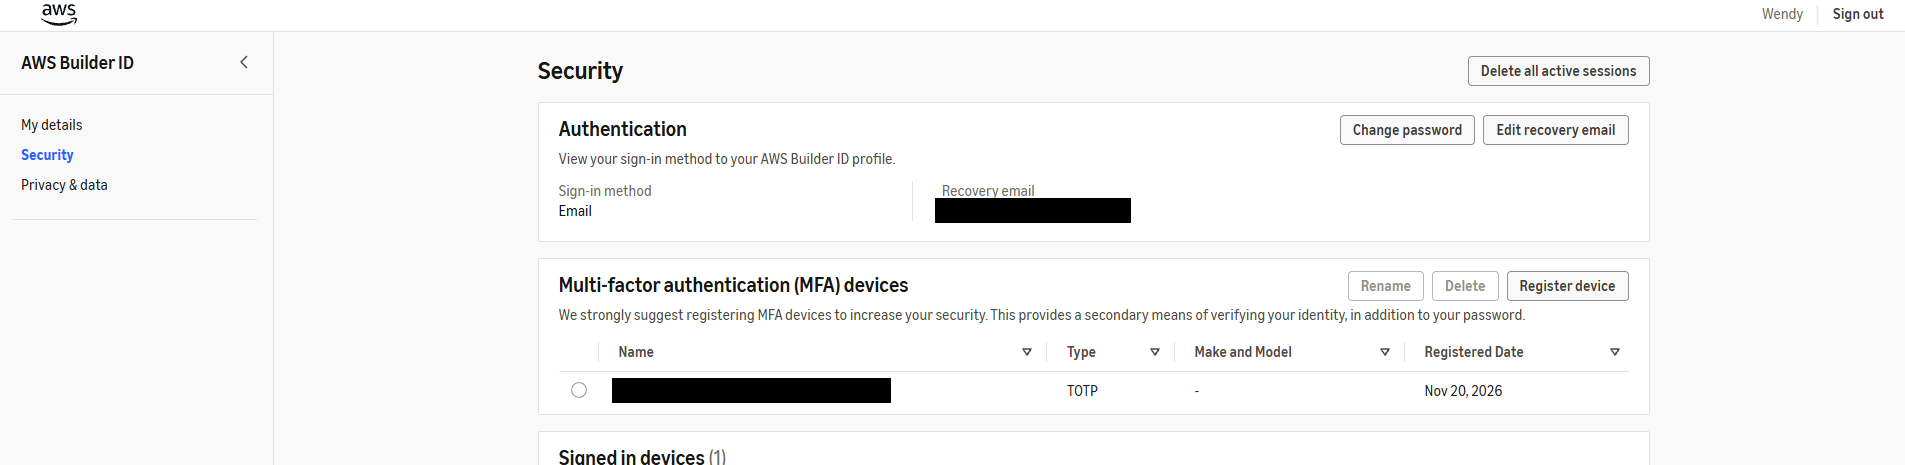 aws
Wendy Sign out
AWS Builder ID
My details
Security
Privacy & data
Security
Delete all active sessions
Authentication
Change password Edit recovery email
View your sign-in method to your AWS Builder ID profile.
Sign-in method Recovery email
Email
Multi-factor authentication (MFA) devices
Rename Delete Register device
We strongly suggest registering MFA devices to increase your security. This provides a secondary means of verifying your identity, in addition to your password.
Name Type Make and Model Registered Date
TOTP - Nov 20, 2026
Signed in devices (1)